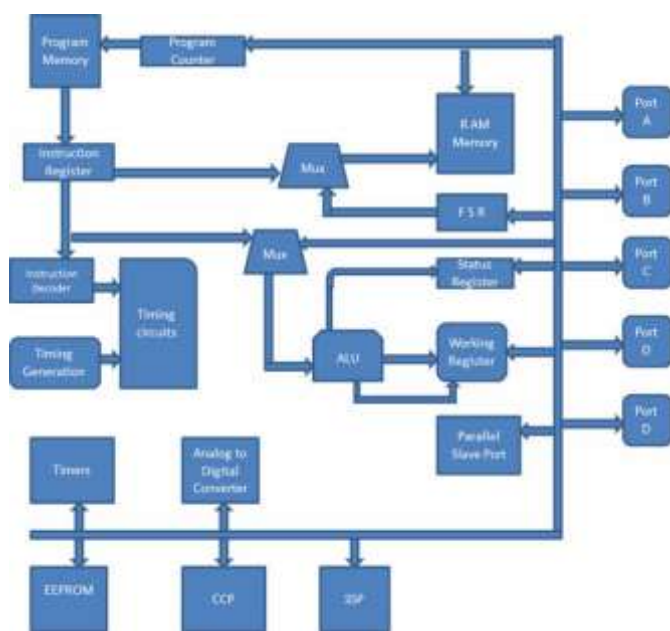 Program
Memory
Program
Counter
Port
A
RAM
Memory
Instruction
Register
Mux
Port
B
F S R
Mux
Status
Register
Port
C
Instruction
Decoder
Timing
circuits
Timing
Generation
ALU
Working
Register
Port
D
Port
D
Parallel
Slave Port
Timers
Analog to
Digital
Converter
EEPROM
CCP
SSP